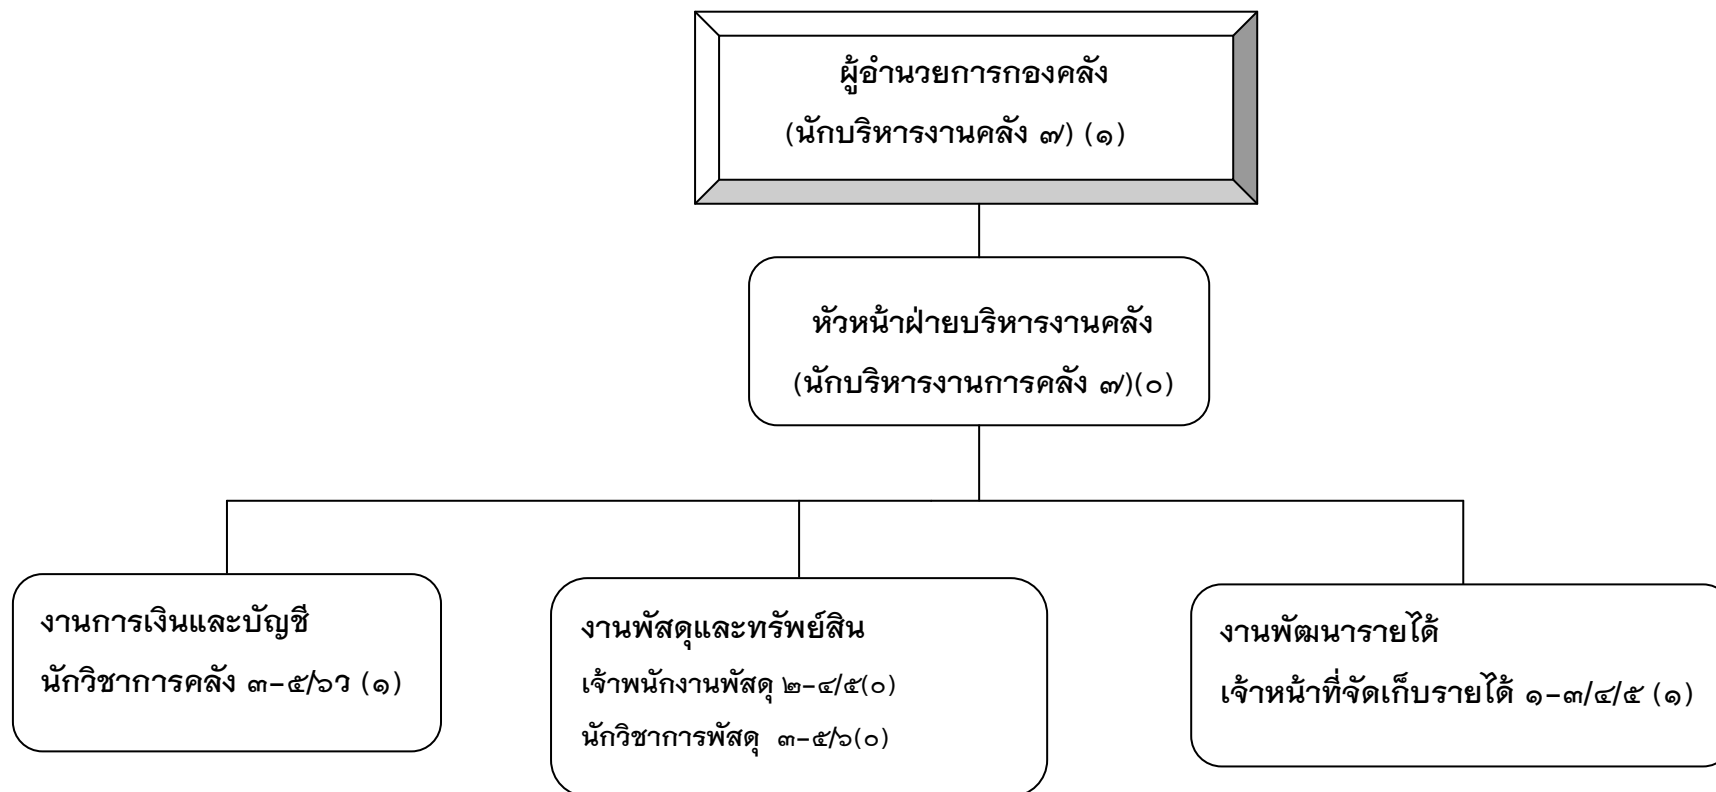 ผู้อำนวยการกองคลัง
(นักบริหารงานคลัง ๗) (๑)
หัวหน้าฝ่ายบริหารงานคลัง
(นักบริหารงานการคลัง ๗)(๐)
งานการเงินและบัญชี
นักวิชาการคลัง ๓-๕/๖ว (๑)
งานพัสดุและทรัพย์สิน
เจ้าพนักงานพัสดุ ๒-๔/๕(๐)
นักวิชาการพัสดุ ๓-๕/๖(๐)
งานพัฒนารายได้
เจ้าหน้าที่จัดเก็บรายได้ ๑-๓/๔/๕ (๑)